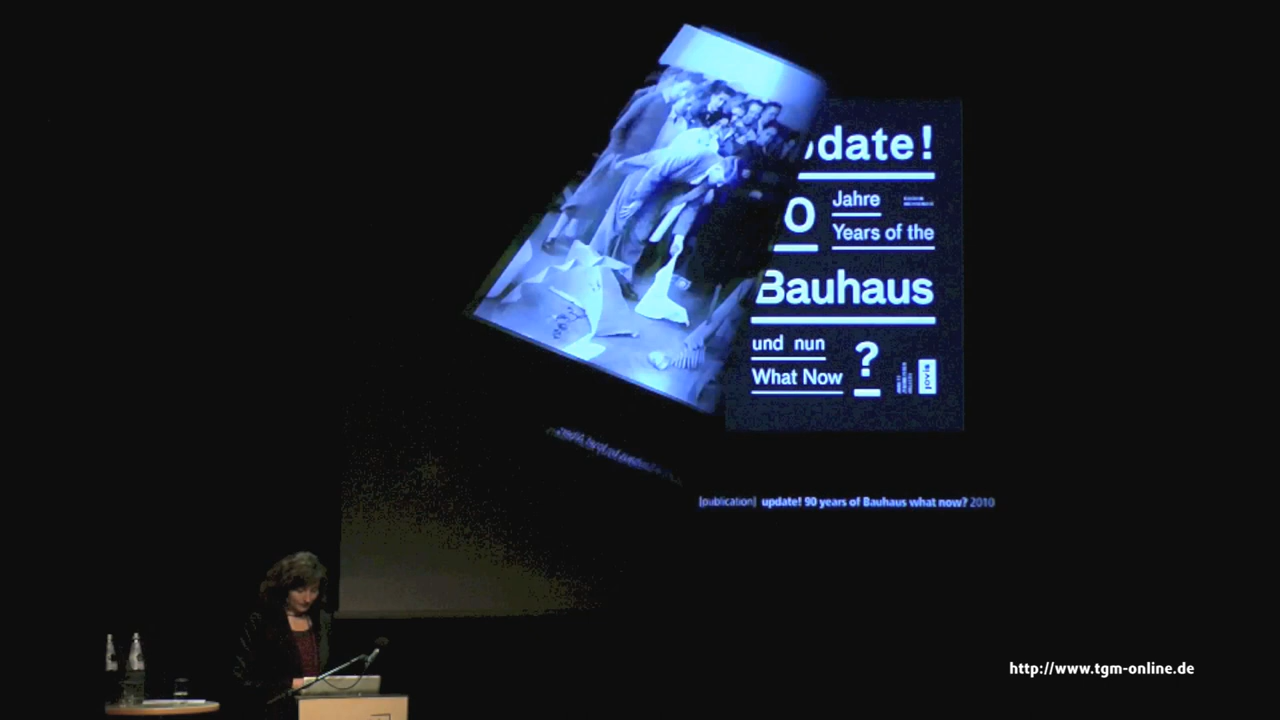 pdate!
0
Jahre
Years of the
Bauhaus
und nun
What Now
?
jovis
[publication] update! 90 years of Bauhaus what now? 2010
http://www.tgm-online.de